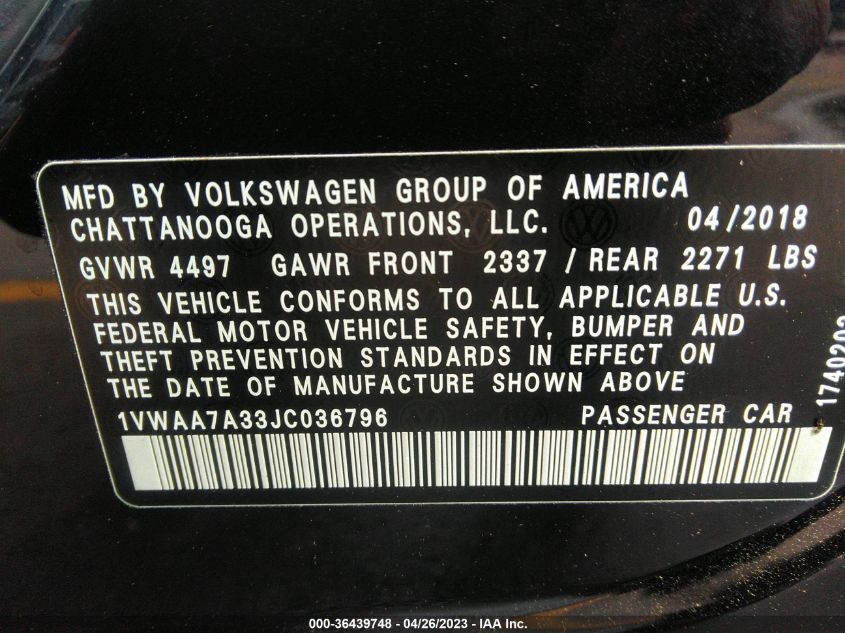 MFD BY VOLKSWAGEN GROUP OF AMERICA
CHATTANOOGA OPERATIONS, LLC. 04/2018
GVWR 4497 GAWR FRONT 2337 / REAR 2271 LBS
THIS VEHICLE CONFORMS TO ALL APPLICABLE U.S.
FEDERAL MOTOR VEHICLE SAFETY, BUMPER AND
THEFT PREVENTION STANDARDS IN EFFECT ON
THE DATE OF MANUFACTURE SHOWN ABOVE
1VWAA7A33JC036796 PASSENGER CAR
000-36439748 - 04/26/2023 - IAA Inc.